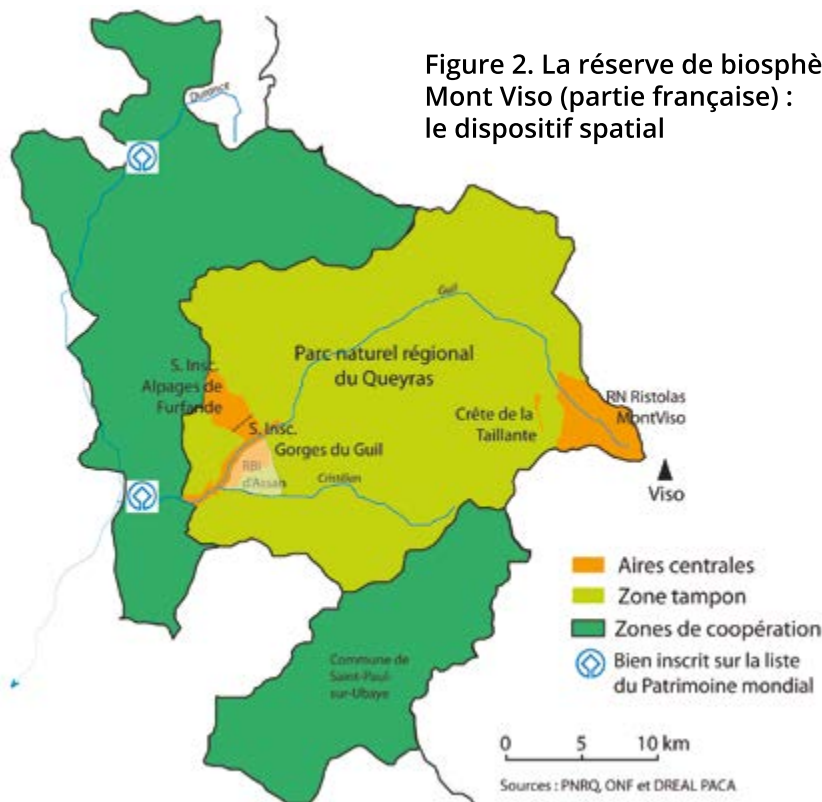 Figure 2. La réserve de biosphè
Mont Viso (partie française) :
le dispositif spatial
Durance
Guil
Parc naturel régional
du Queyras
S. Insc.
Alpages de
Furfande
S. Insc.
Gorges du Guil
RBI
d'Assan
Cristillan
Crête de la
Taillante
RN Ristolas
MontViso
Viso
Commune de
Saint-Paul-
sur-Ubaye
Aires centrales
Zone tampon
Zones de coopération
Bien inscrit sur la liste
du Patrimoine mondial
0 5 10 km
Sources : PNRQ, ONF et DREAL PACA